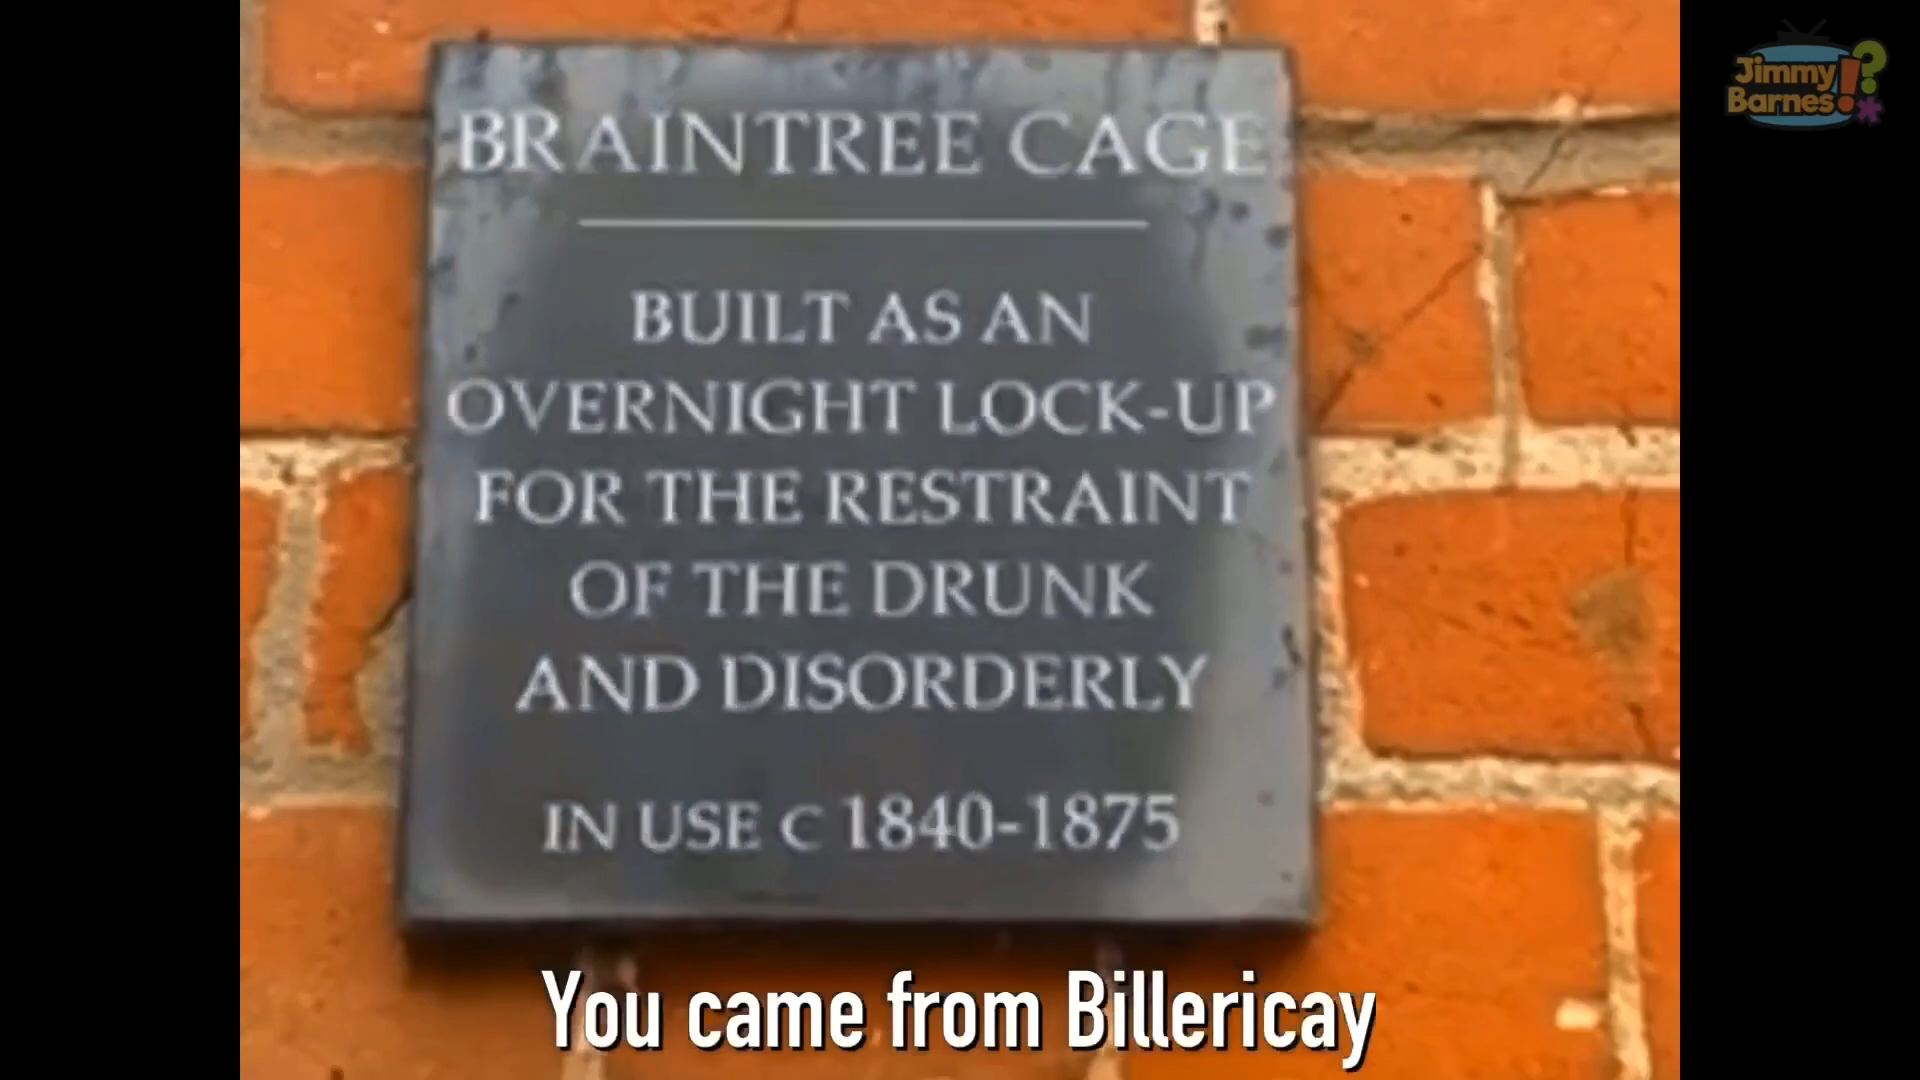 Jimmy
Barnes!?*
BRAINTREE CAGE
BUILT AS AN
OVERNIGHT LOCK-UP
FOR THE RESTRAINT
OF THE DRUNK
AND DISORDERLY
IN USE C 1840-1875
You came from Billericay